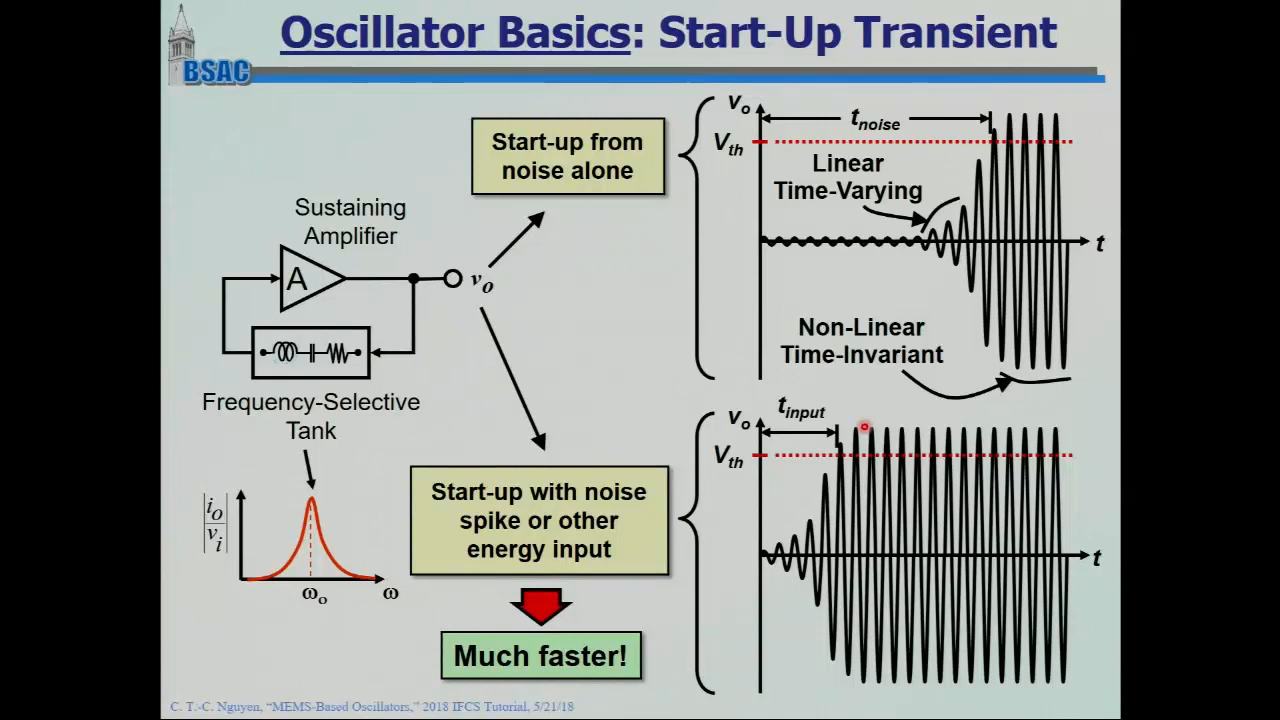 Oscillator Basics: Start-Up Transient
BSAC
Start-up from
noise alone
Sustaining
Amplifier
A
vo
Frequency-Selective
Tank
io
vi
ωo
ω
Start-up with noise
spike or other
energy input
Much faster!
vo
tnoise
Vth
Linear
Time-Varying
t
Non-Linear
Time-Invariant
vo
tinput
Vth
t
C. T.-C. Nguyen, “MEMS-Based Oscillators,” 2018 IFCS Tutorial, 5/21/18